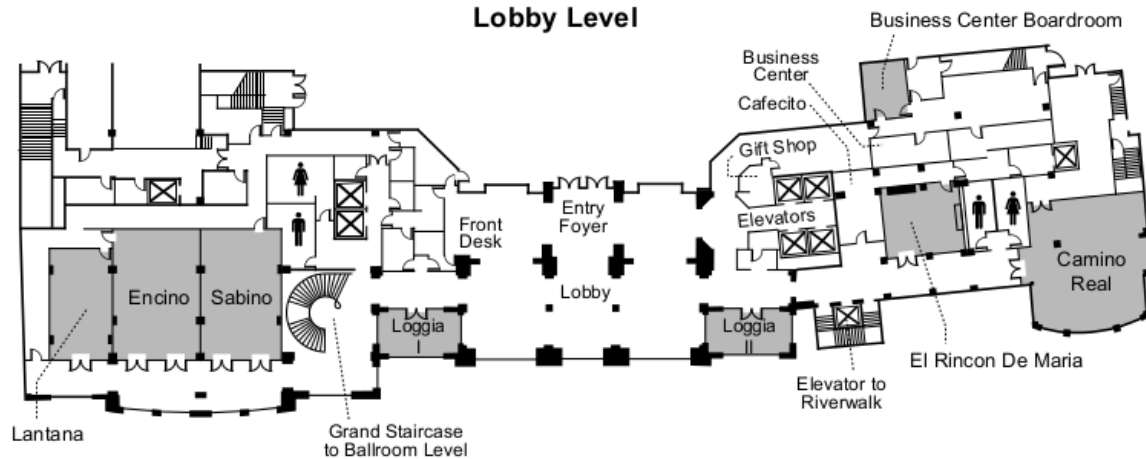 Lobby Level
Business Center Boardroom
Business
Center
Cafecito
Gift Shop
Entry
Foyer
Front
Desk
Elevators
Encino
Sabino
Lobby
Camino
Real
Loggia
I
Loggia
II
El Rincon De Maria
Elevator to
Riverwalk
Lantana
Grand Staircase
to Ballroom Level